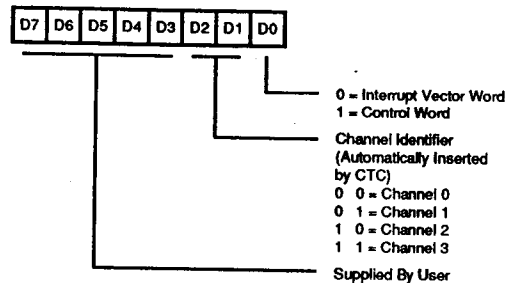 D7 D6 D5 D4 D3 D2 D1 D0
0 = Interrupt Vector Word
1 = Control Word
Channel Identifier
(Automatically Inserted
by CTC)
0 0 = Channel 0
0 1 = Channel 1
1 0 = Channel 2
1 1 = Channel 3
Supplied By User